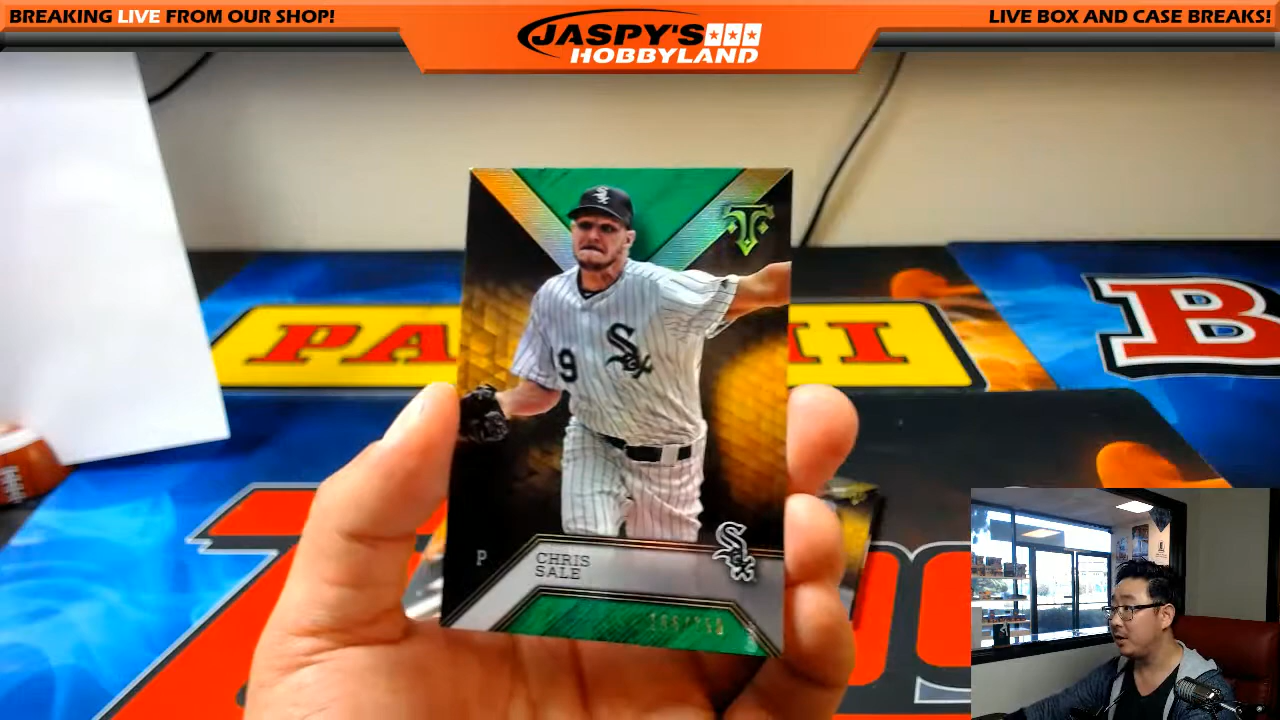 BREAKING LIVE FROM OUR SHOP!
JASPY'S
HOBBYLAND
LIVE BOX AND CASE BREAKS!
Sox
9
P
CHRIS
SALE
Sox
B